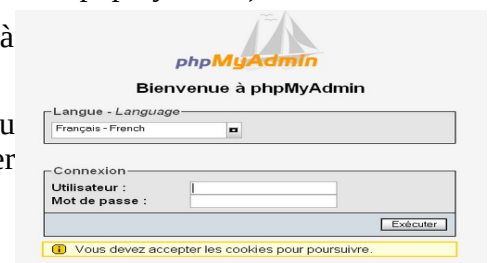 à
u
er
phpMyAdmin
Bienvenue à phpMyAdmin
Langue - Language
Français - French
Connexion
Utilisateur :
Mot de passe :
Exécuter
Vous devez accepter les cookies pour poursuivre.